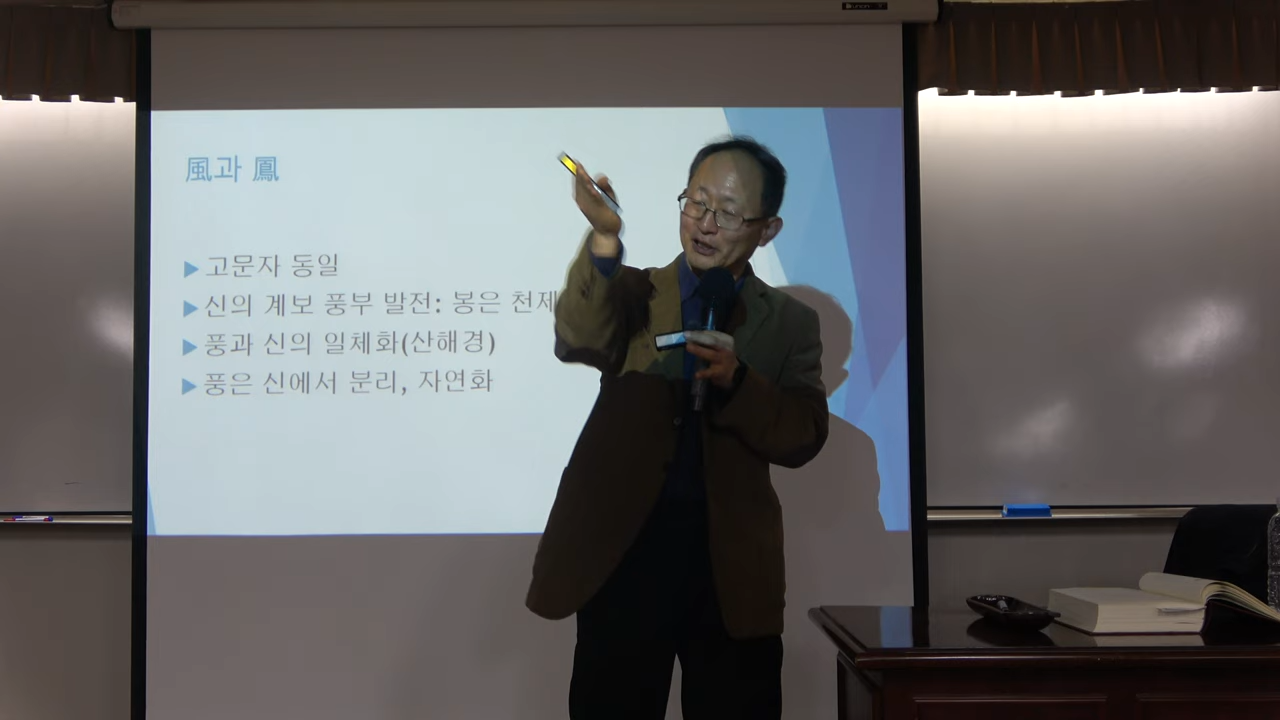 風과 鳳
고문자 동일
신의 계보 풍부 발전: 봉은 천제
풍과 신의 일체화(산해경)
풍은 신에서 분리, 자연화